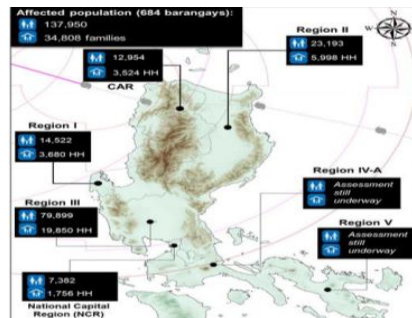 Affected population (684 barangays):
137,950
34,808 families
Region II
23,193
5,998 HH
12,954
3,524 HH
CAR
Region I
14,522
3,680 HH
Region IV-A
Assessment
still
underway
Region III
79,899
19,850 HH
Region V
Assessment
still
underway
7,382
1,756 HH
National Capital
Region (NCR)